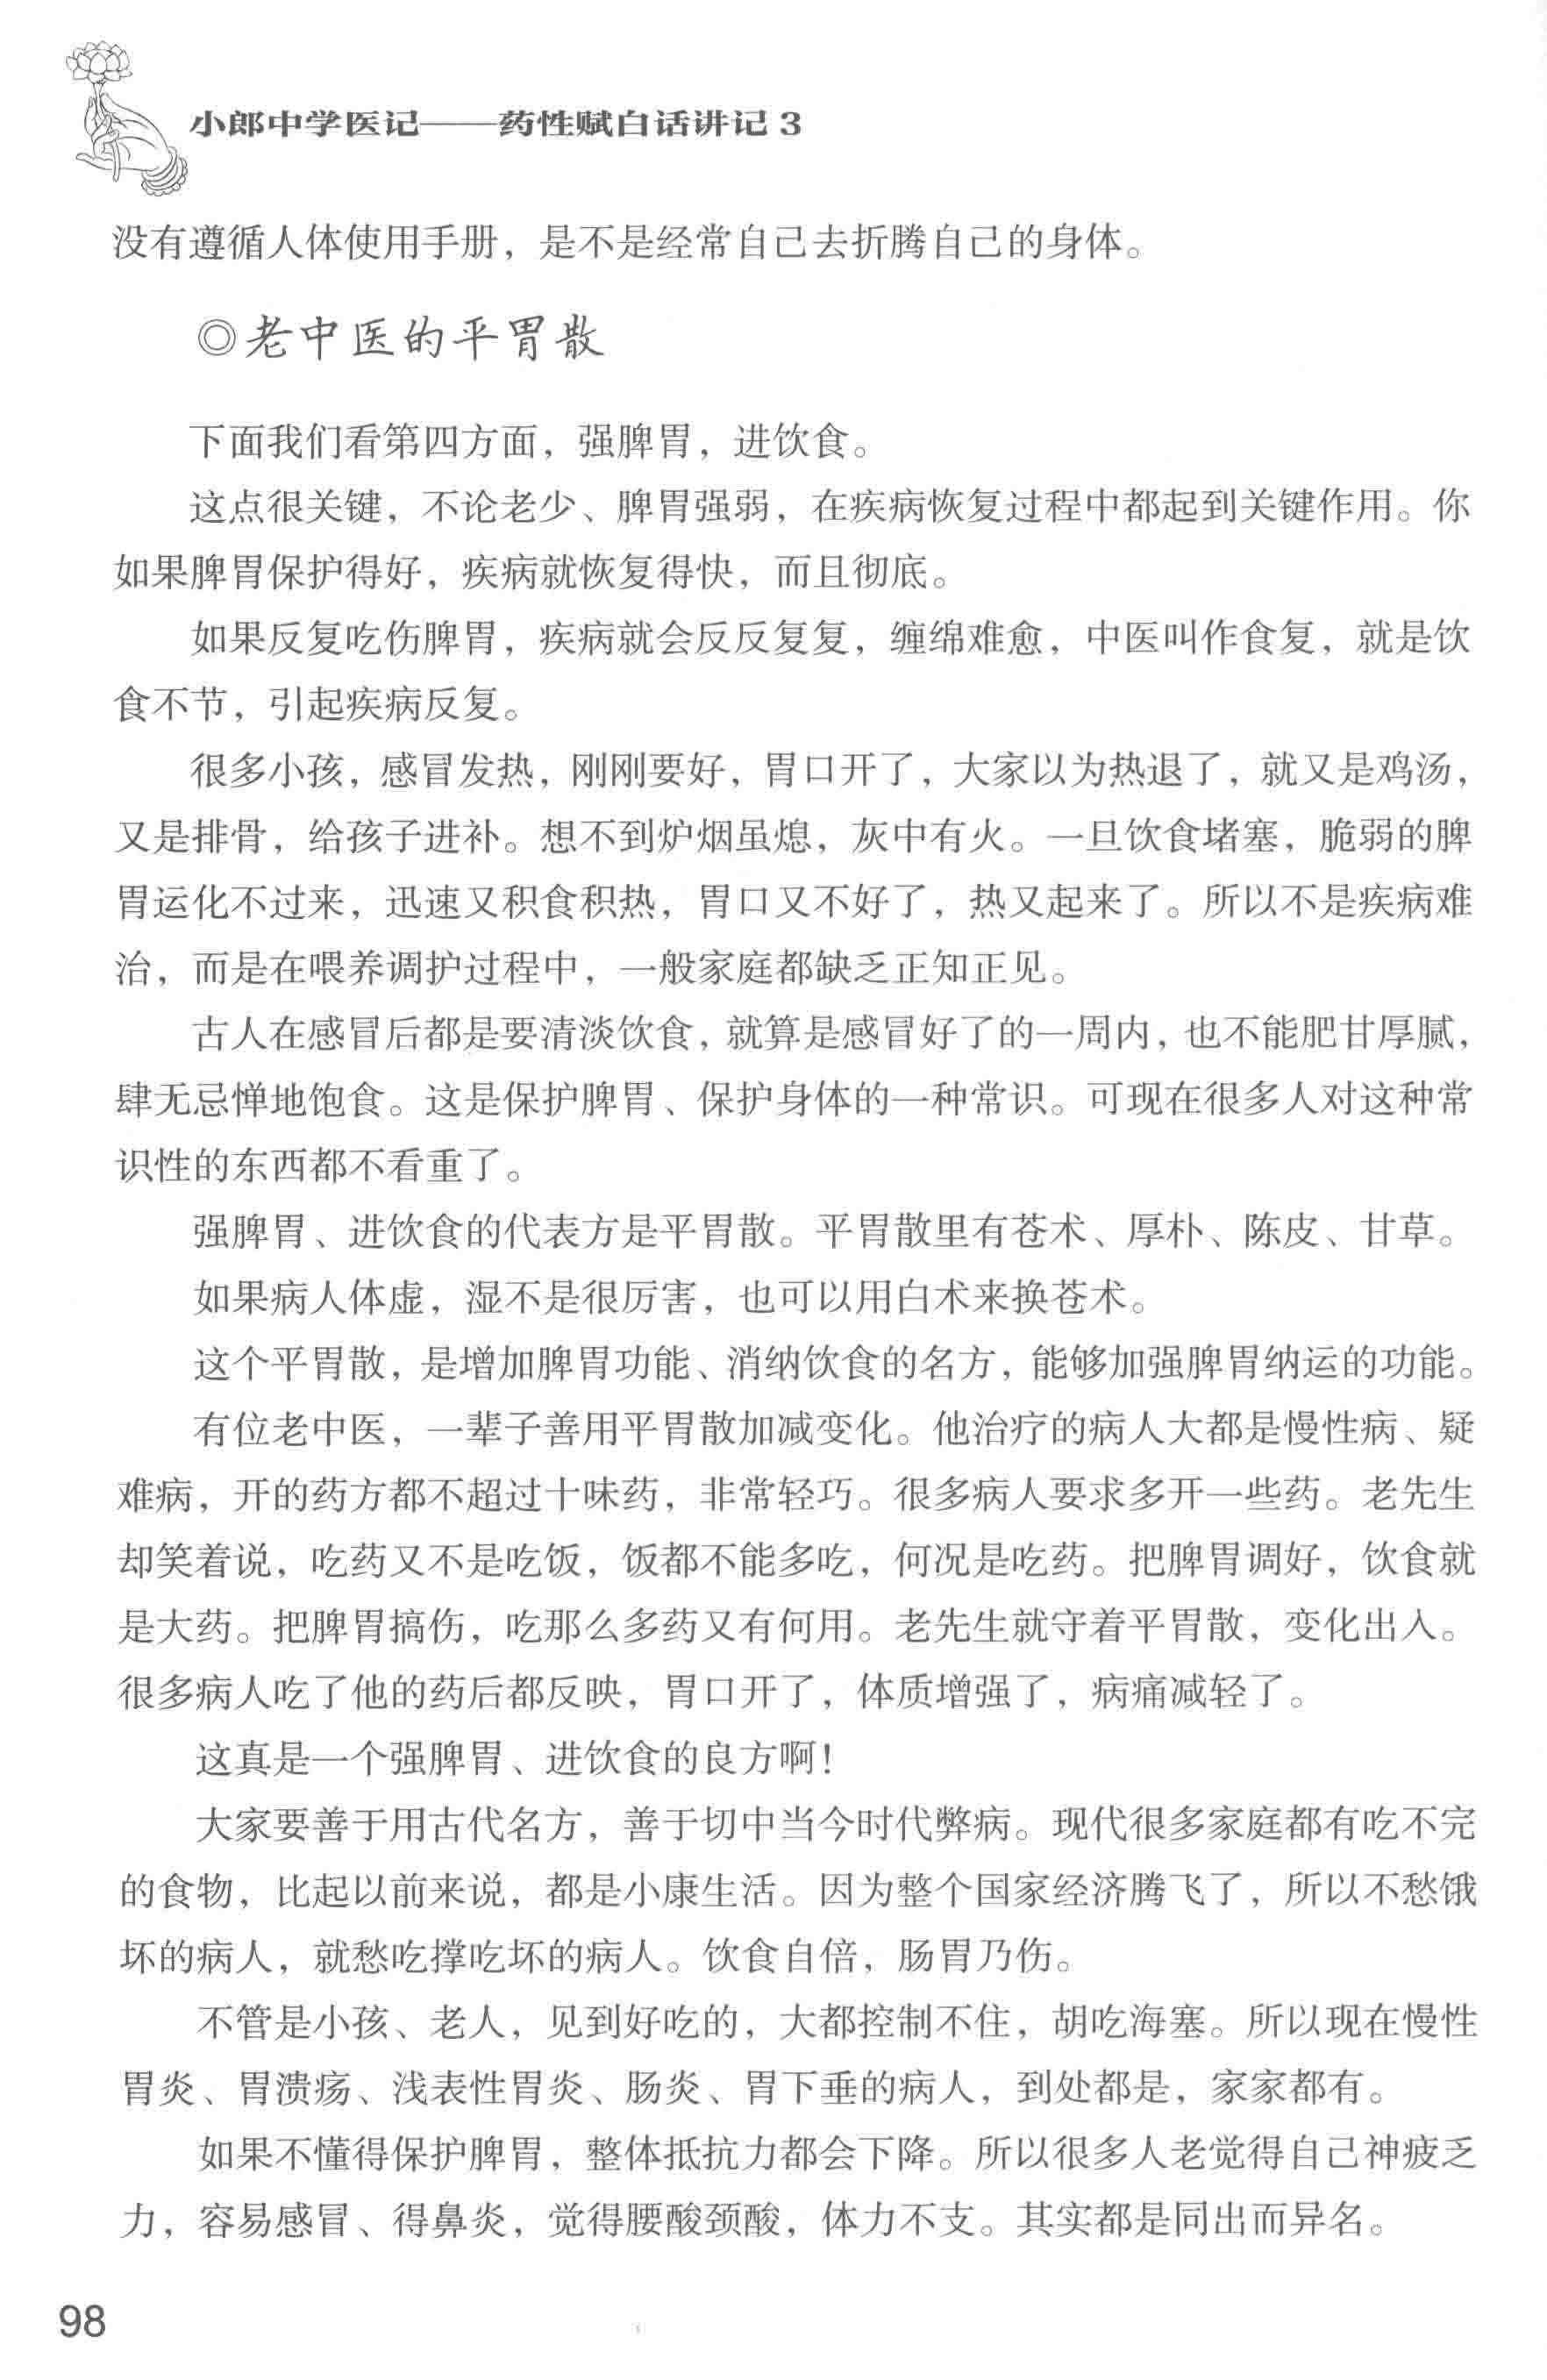 小郎中学医记——药性赋白话讲记 3
没有遵循人体使用手册，是不是经常自己去折腾自己的身体。
◎老中医的平胃散
下面我们看第四方面，强脾胃，进饮食。
这点很关键，不论老少、脾胃强弱，在疾病恢复过程中都起到关键作用。你
如果脾胃保护得好，疾病就恢复得快，而且彻底。
如果反复吃伤脾胃，疾病就会反反复复，缠绵难愈，中医叫作食复，就是饮
食不节，引起疾病反复。
很多小孩，感冒发热，刚刚要好，胃口开了，大家以为热退了，就又是鸡汤，
又是排骨，给孩子进补。想不到炉烟虽熄，灰中有火。一旦饮食堵塞，脆弱的脾
胃运化不过来，迅速又积食积热，胃口又不好了，热又起来了。所以不是疾病难
治，而是在喂养调护过程中，一般家庭都缺乏正知正见。
古人在感冒后都是要清淡饮食，就算是感冒好了的一周内，也不能肥甘厚腻，
肆无忌惮地饱食。这是保护脾胃、保护身体的一种常识。可现在很多人对这种常
识性的东西都不看重了。
强脾胃、进饮食的代表方是平胃散。平胃散里有苍术、厚朴、陈皮、甘草。
如果病人体虚，湿不是很厉害，也可以用白术来换苍术。
这个平胃散，是增加脾胃功能、消纳饮食的名方，能够加强脾胃纳运的功能。
有位老中医，一辈子善用平胃散加减变化。他治疗的病人大都是慢性病、疑
难病，开的药方都不超过十味药，非常轻巧。很多病人要求多开一些药。老先生
却笑着说，吃药又不是吃饭，饭都不能多吃，何况是吃药。把脾胃调好，饮食就
是大药。把脾胃搞伤，吃那么多药又有何用。老先生就守着平胃散，变化出入。
很多病人吃了他的药后都反映，胃口开了，体质增强了，病痛减轻了。
这真是一个强脾胃、进饮食的良方啊！
大家要善于用古代名方，善于切中当今时代弊病。现代很多家庭都有吃不完
的食物，比起以前来说，都是小康生活。因为整个国家经济腾飞了，所以不愁饿
坏的病人，就愁吃撑吃坏的病人。饮食自倍，肠胃乃伤。
不管是小孩、老人，见到好吃的，大都控制不住，胡吃海塞。所以现在慢性
胃炎、胃溃疡、浅表性胃炎、肠炎、胃下垂的病人，到处都是，家家都有。
如果不懂得保护脾胃，整体抵抗力都会下降。所以很多人老觉得自己神疲乏
力，容易感冒、得鼻炎，觉得腰酸颈酸，体力不支。其实都是同出而异名。
98